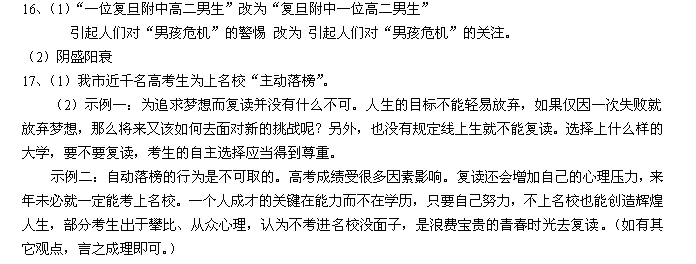 16、（1）“一位复旦附中高二男生”改为“复旦附中一位高二男生”
引起人们对“男孩危机”的警惕 改为 引起人们对“男孩危机”的关注。
（2）阴盛阳衰
17、（1）我市近千名高考生为上名校“主动落榜”。
（2）示例一：为追求梦想而复读并没有什么不可。人生的目标不能轻易放弃，如果仅因一次失败就
放弃梦想，那么将来又该如何去面对新的挑战呢？另外，也没有规定线上生就不能复读。选择上什么样的
大学，要不要复读，考生的自主选择应当得到尊重。
示例二：自动落榜的行为是不可取的。高考成绩受很多因素影响。复读还会增加自己的心理压力，来
年未必就一定能考上名校。一个人成才的关键在能力而不在学历，只要自己努力，不上名校也能创造辉煌
人生，部分考生出于攀比、从众心理，认为不考进名校没面子，是浪费宝贵的青春时光去复读。（如有其
它观点，言之成理即可。）